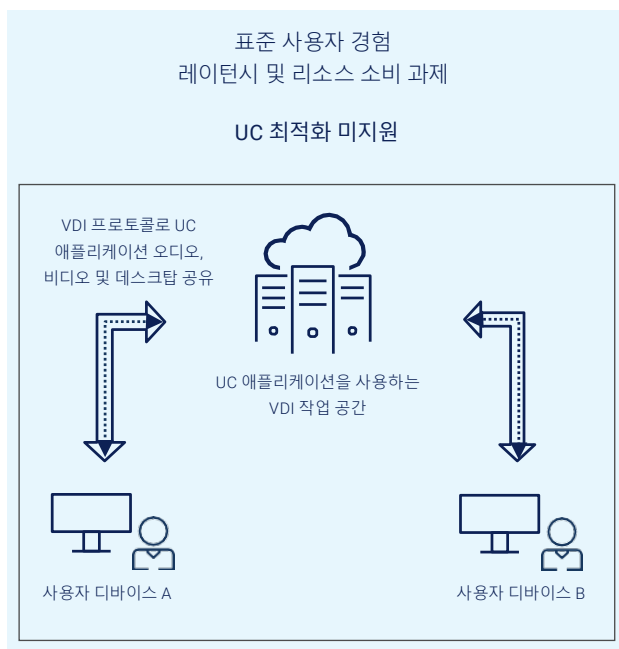 표준 사용자 경험
레이턴시 및 리소스 소비 과제
UC 최적화 미지원
VDI 프로토콜로 UC
애플리케이션 오디오,
비디오 및 데스크탑 공유
UC 애플리케이션을 사용하는
VDI 작업 공간
사용자 디바이스 A
사용자 디바이스 B